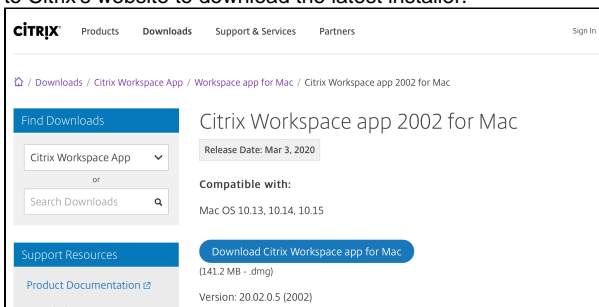 to Citrix's website to download the latest installer.
CİTRIX® Products Downloads Support & Services Partners Sign In
/ Downloads / Citrix Workspace App / Workspace app for Mac / Citrix Workspace app 2002 for Mac
Find Downloads
Citrix Workspace App
or
Search Downloads
Support Resources
Product Documentation
Citrix Workspace app 2002 for Mac
Release Date: Mar 3, 2020
Compatible with:
Mac OS 10.13, 10.14, 10.15
Download Citrix Workspace app for Mac
(141.2 MB - .dmg)
Version: 20.02.0.5 (2002)